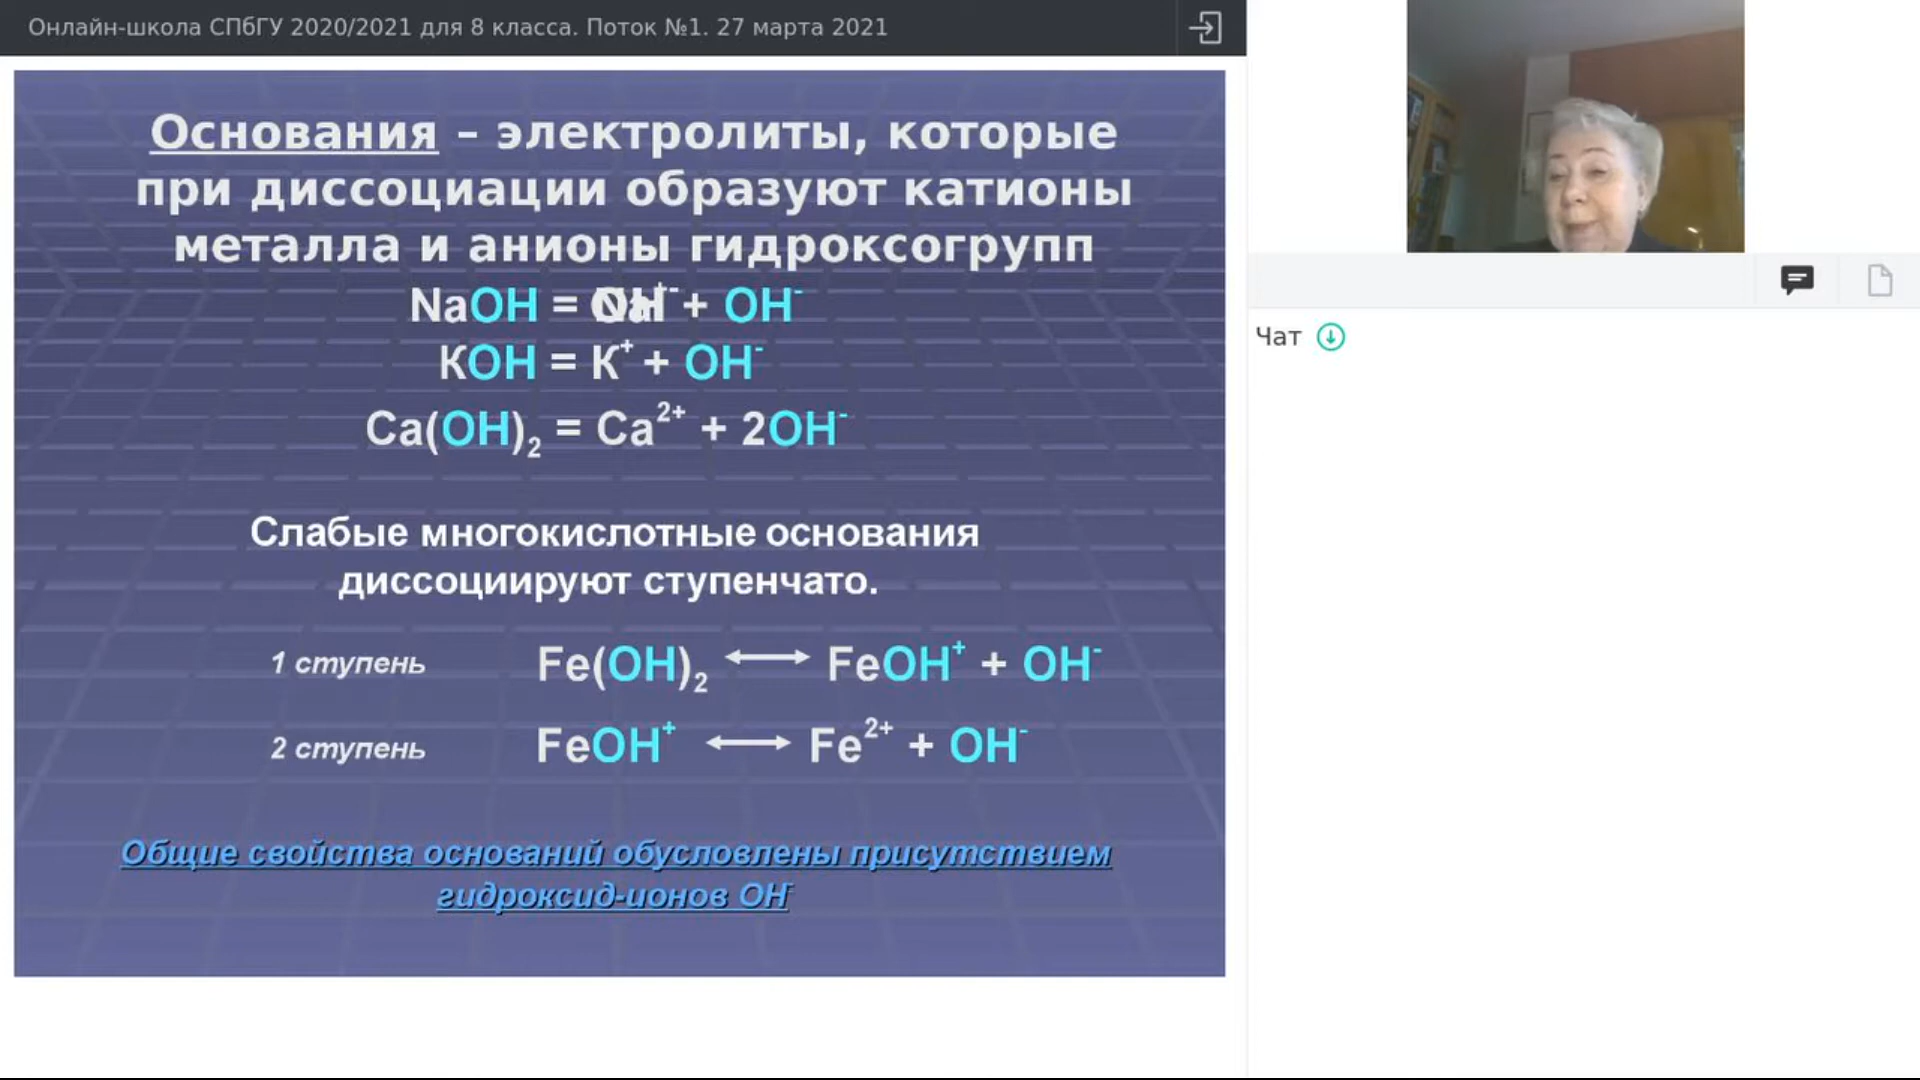 Онлайн-школа СПбГУ 2020/2021 для 8 класса. Поток №1. 27 марта 2021
Основания – электролиты, которые
при диссоциации образуют катионы
металла и анионы гидроксогрупп
NaOH = Na⁺ + OH⁻
КOH = К⁺ + OH⁻
Ca(OH)₂ = Ca²⁺ + 2OH⁻
Слабые многокислотные основания
диссоциируют ступенчато.
1 ступень Fe(OH)₂ ⟷ FeOH⁺ + OH⁻
2 ступень FeOH⁺ ⟷ Fe²⁺ + OH⁻
Общие свойства оснований обусловлены присутствием
гидроксид-ионов ОН⁻
Чат